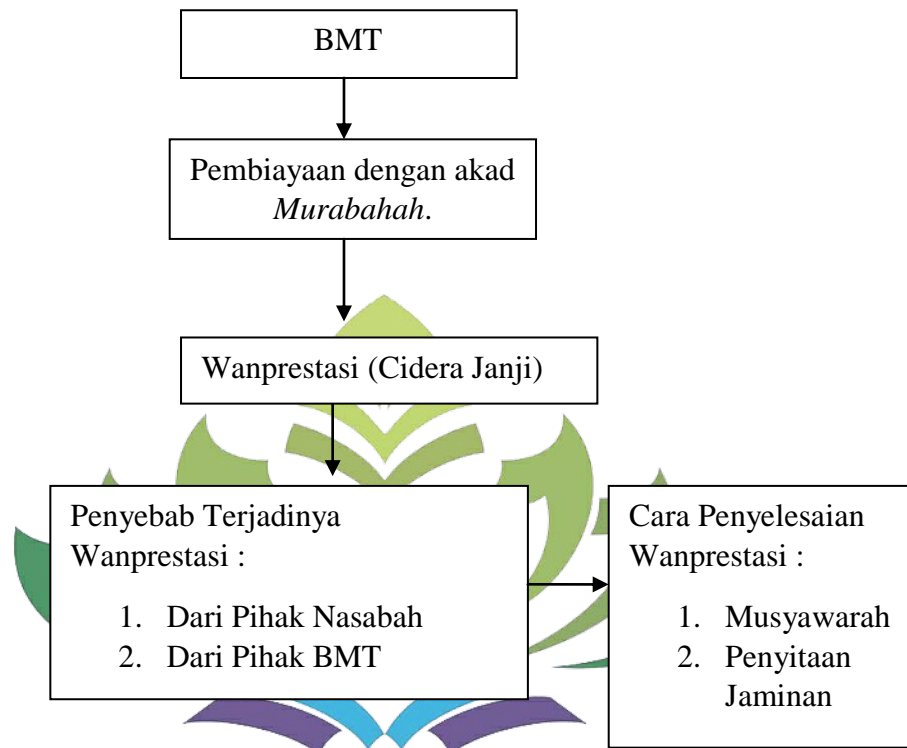 BMT
Pembiayaan dengan akad
Murabahah.
Wanprestasi (Cidera Janji)
Penyebab Terjadinya
Wanprestasi :
1. Dari Pihak Nasabah
2. Dari Pihak BMT
Cara Penyelesaian
Wanprestasi :
1. Musyawarah
2. Penyitaan
Jaminan